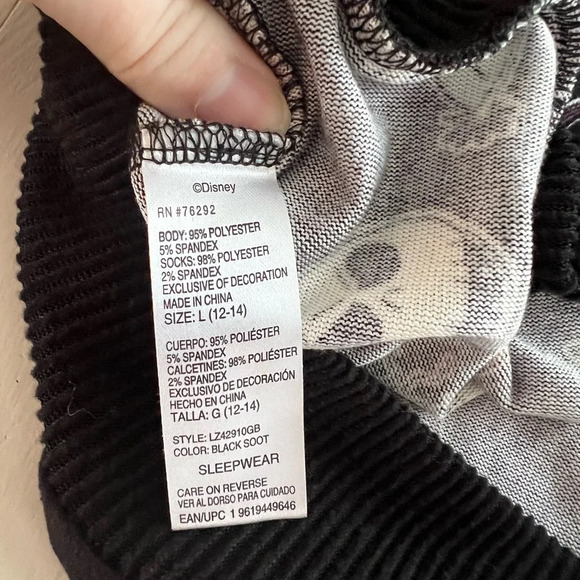 ©Disney
RN #76292
BODY: 95% POLYESTER
5% SPANDEX
SOCKS: 98% POLYESTER
2% SPANDEX
EXCLUSIVE OF DECORATION
MADE IN CHINA
SIZE: L (12-14)
CUERPO: 95% POLIÉSTER
5% SPANDEX
CALCETINES: 98% POLIÉSTER
2% SPANDEX
EXCLUSIVO DE DECORACIÓN
HECHO EN CHINA
TALLA: G (12-14)
STYLE: LZ42910GB
COLOR: BLACK SOOT
SLEEPWEAR
CARE ON REVERSE
VER AL DORSO PARA CUIDADO
EAN/UPC 1 9619449646